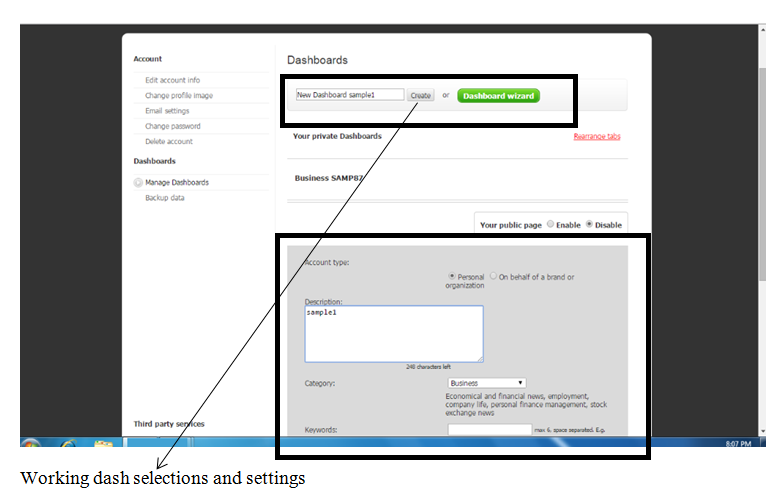 Account
Edit account info
Change profile image
Email settings
Change password
Delete account
Dashboards
Manage Dashboards
Backup data
Third party services
Dashboards
New Dashboard sample1 Create or Dashboard wizard
Your private Dashboards Rearrange tabs
Business SAMP87
Your public page Enable Disable
Account type:
Personal On behalf of a brand or
organization
Description:
sample1
240 characters left
Category: Business
Economical and financial news, employment,
company life, personal finance management, stock
exchange news
Keywords: max 6, space separated. E.g.
8:07 PM
Working dash selections and settings